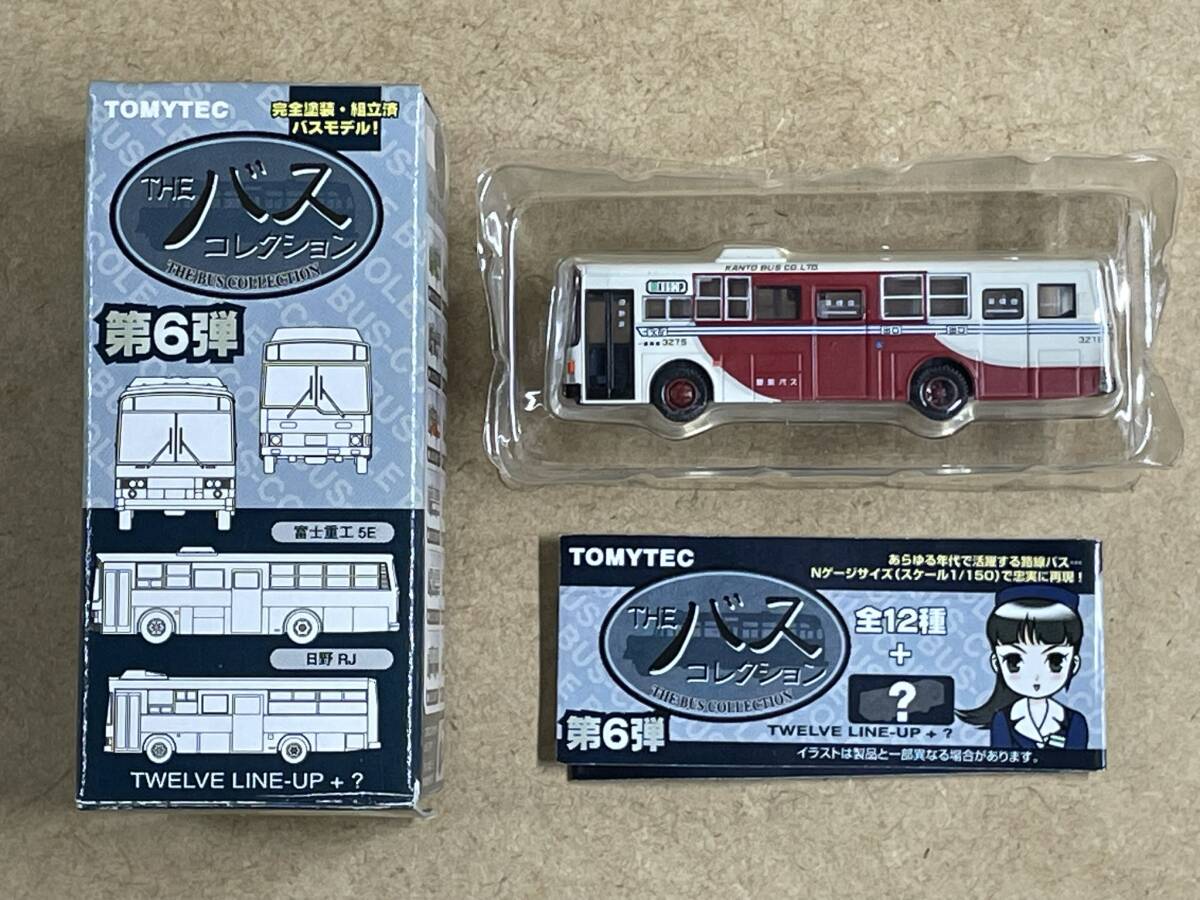 TOMYTEC
完全塗装・組立済
バスモデル!
THE バス
コレクション
THE BUS COLLECTION
第6弾
富士重工 5E
日野 RJ
TWELVE LINE-UP + ?
KANTO BUS CO.LTD.
3275
関東バス
TOMYTEC
あらゆる年代で活躍する路線バス…
Nゲージサイズ(スケール1/150)で忠実に再現!
THE バス
コレクション
THE BUS COLLECTION
全12種
+
?
第6弾
TWELVE LINE-UP + ?
イラストは製品と一部異なる場合があります。